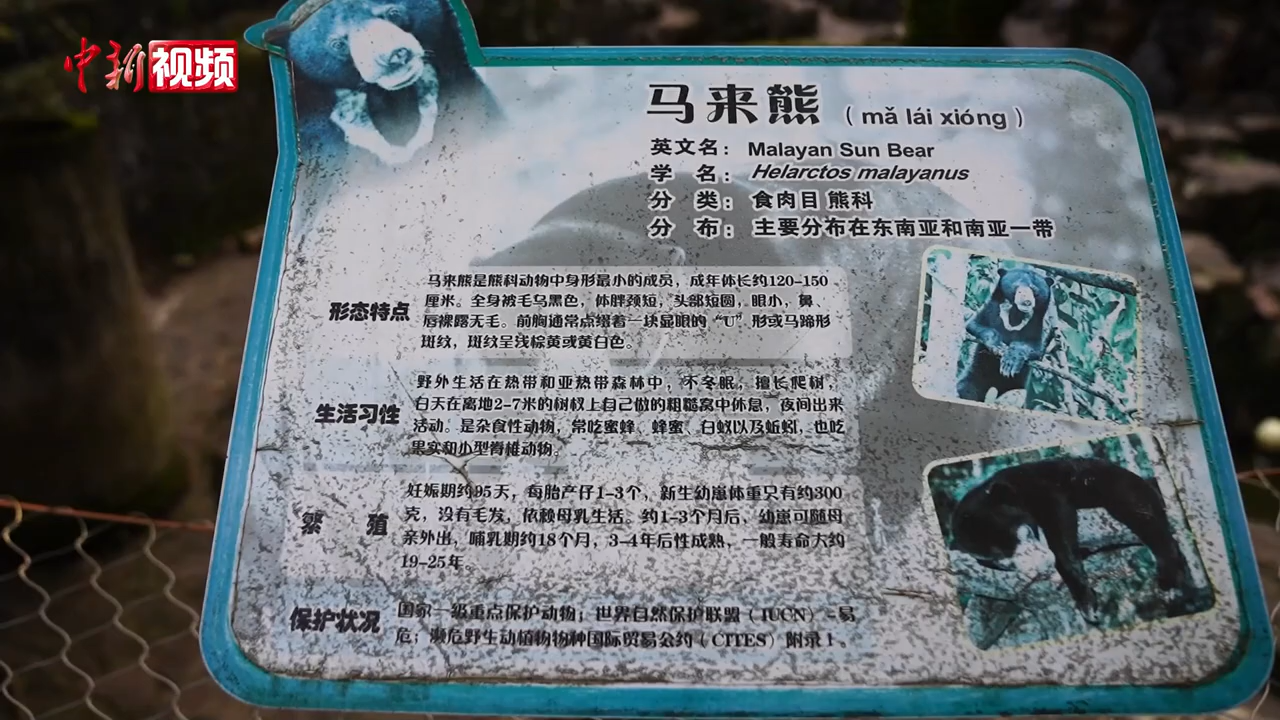 中新视频
马来熊 (mǎ lái xióng)
英文名： Malayan Sun Bear
学 名： Helarctos malayanus
分 类： 食肉目 熊科
分 布： 主要分布在东南亚和南亚一带
形态特点
马来熊是熊科动物中身形最小的成员，成年体长约120-150
厘米。全身被毛乌黑色，体胖颈短，头部短圆，眼小，鼻、
唇裸露无毛。前胸通常点缀着一块显眼的“U”形或马蹄形
斑纹，斑纹呈浅棕黄或黄白色。
生活习性
野外生活在热带和亚热带森林中，不冬眠，擅长爬树，
白天在离地2-7米的树杈上自己做的粗糙窝中休息，夜间出来
活动。是杂食性动物，常吃蜜蜂、蜂蜜、白蚁以及蚯蚓，也吃
果实和小型脊椎动物。
繁 殖
妊娠期约95天，每胎产仔1-3个，新生幼崽体重只有约300
克，没有毛发，依赖母乳生活。约1-3个月后、幼崽可随母
亲外出，哺乳期约18个月，3-4年后性成熟，一般寿命大约
19-25年。
保护状况
国家一级重点保护动物；世界自然保护联盟（IUCN）-易
危；濒危野生动植物物种国际贸易公约（CITES）附录Ⅰ。